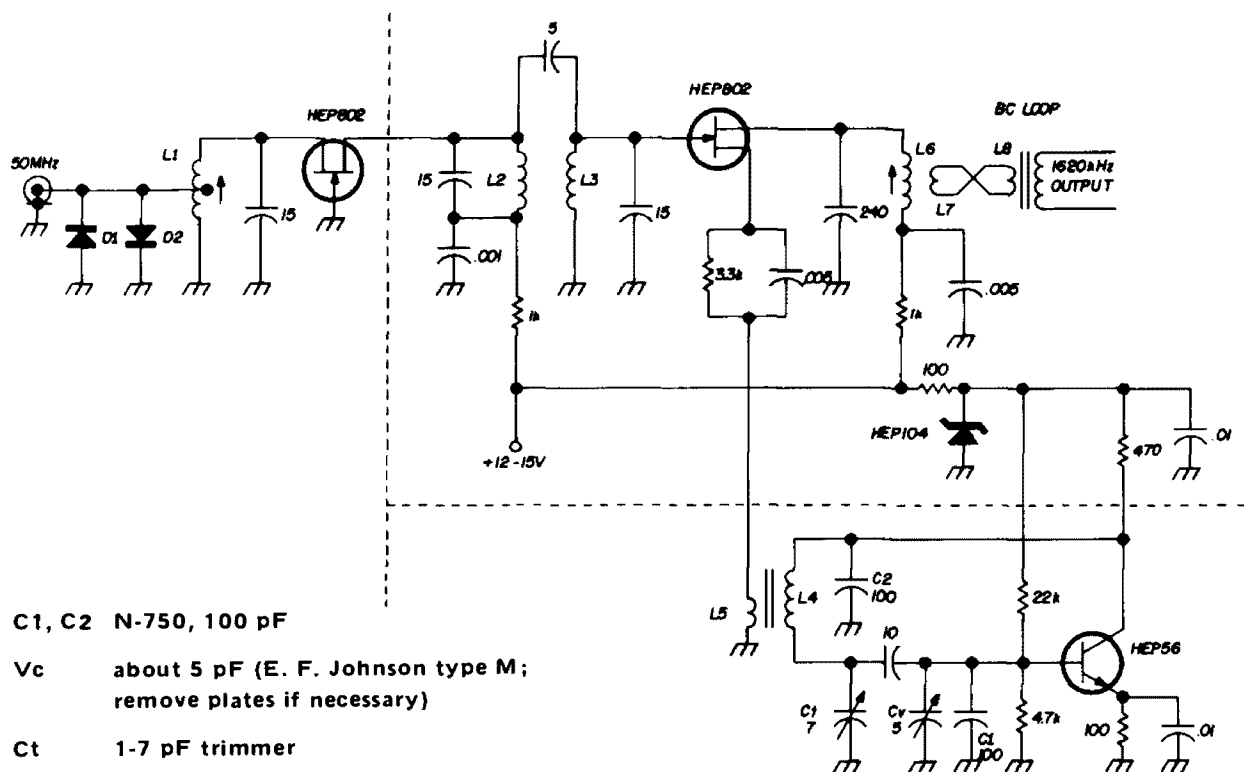 5
HEP802
HEP802
BC LOOP
50MHz
L1
L6
L8
1620kHz
OUTPUT
15
L2
L3
L7
D1
D2
15
15
240
.001
3.3k
.005
.005
1k
1k
100
HEP104
470
.01
+12-15V
C2
100
22k
L5
L4
10
HEP56
Ct
7
Cv
5
C1
100
4.7k
100
.01
C1, C2 N-750, 100 pF
Vc about 5 pF (E. F. Johnson type M;
remove plates if necessary)
Ct 1-7 pF trimmer